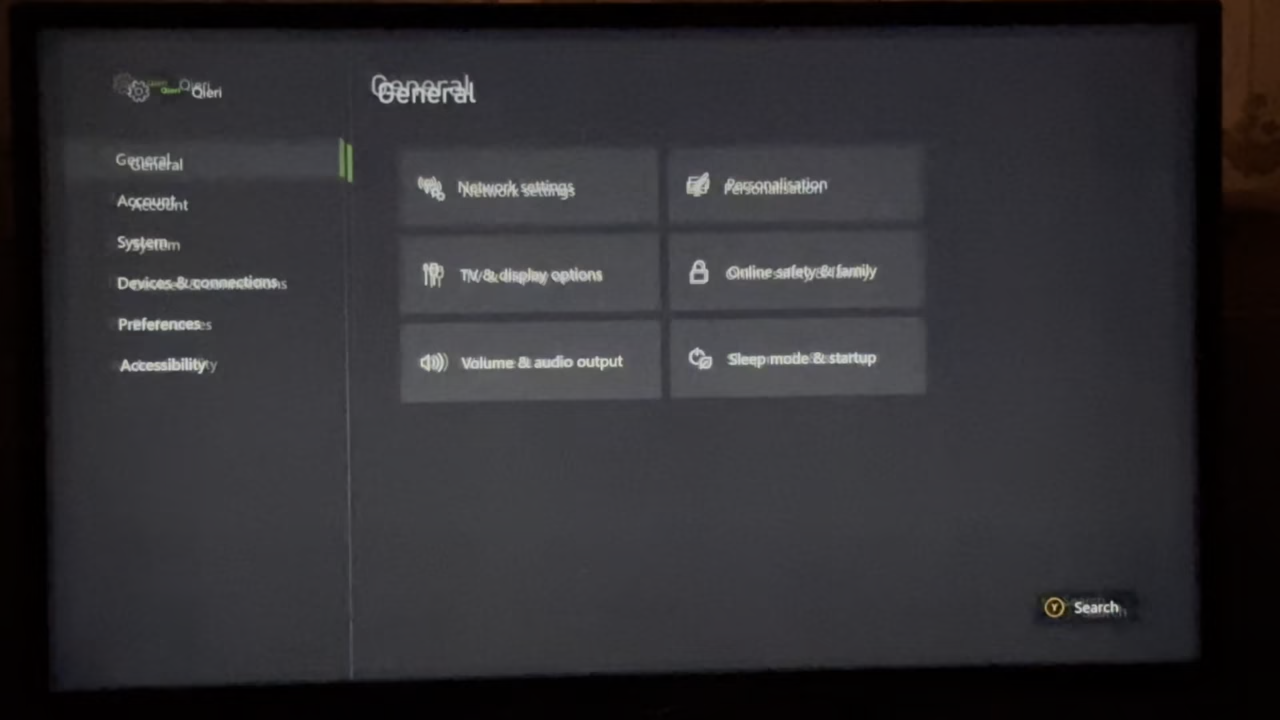 Qieri
General
General
Account
System
Devices & connections
Preferences
Accessibility
Network settings
Personalisation
TV & display options
Online safety & family
Volume & audio output
Sleep mode & startup
Y Search